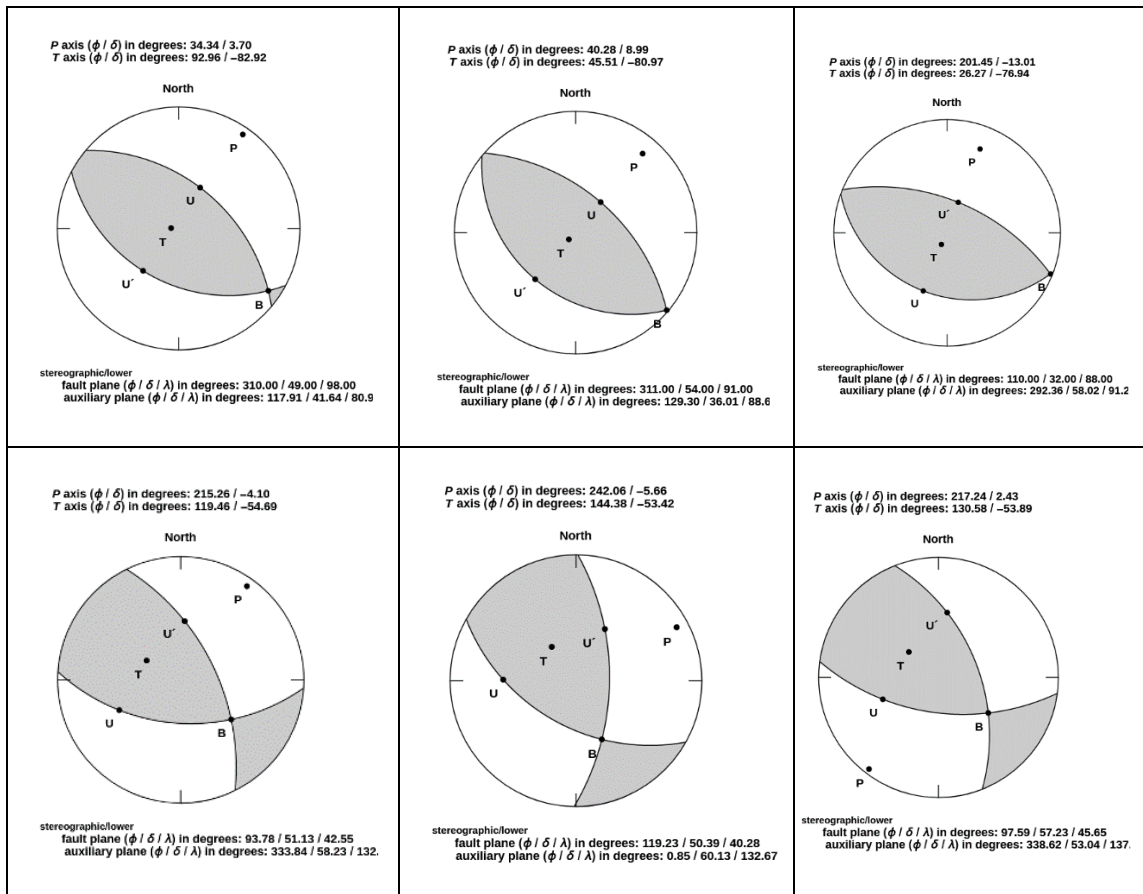 P axis (ϕ / δ) in degrees: 34.34 / 3.70
T axis (ϕ / δ) in degrees: 92.96 / −82.92
North
P
U
T
U´
B
stereographic/lower
fault plane (ϕ / δ / λ) in degrees: 310.00 / 49.00 / 98.00
auxiliary plane (ϕ / δ / λ) in degrees: 117.91 / 41.64 / 80.9
P axis (ϕ / δ) in degrees: 40.28 / 8.99
T axis (ϕ / δ) in degrees: 45.51 / −80.97
North
P
U
T
U´
B
stereographic/lower
fault plane (ϕ / δ / λ) in degrees: 311.00 / 54.00 / 91.00
auxiliary plane (ϕ / δ / λ) in degrees: 129.30 / 36.01 / 88.6
P axis (ϕ / δ) in degrees: 201.45 / −13.01
T axis (ϕ / δ) in degrees: 26.27 / −76.94
North
P
U´
T
B
U
stereographic/lower
fault plane (ϕ / δ / λ) in degrees: 110.00 / 32.00 / 88.00
auxiliary plane (ϕ / δ / λ) in degrees: 292.36 / 58.02 / 91.2
P axis (ϕ / δ) in degrees: 215.26 / −4.10
T axis (ϕ / δ) in degrees: 119.46 / −54.69
North
P
U´
T
U
B
stereographic/lower
fault plane (ϕ / δ / λ) in degrees: 93.78 / 51.13 / 42.55
auxiliary plane (ϕ / δ / λ) in degrees: 333.84 / 58.23 / 132.
P axis (ϕ / δ) in degrees: 242.06 / −5.66
T axis (ϕ / δ) in degrees: 144.38 / −53.42
North
P
U´
T
U
B
stereographic/lower
fault plane (ϕ / δ / λ) in degrees: 119.23 / 50.39 / 40.28
auxiliary plane (ϕ / δ / λ) in degrees: 0.85 / 60.13 / 132.67
P axis (ϕ / δ) in degrees: 217.24 / 2.43
T axis (ϕ / δ) in degrees: 130.58 / −53.89
North
U´
T
U
B
P
stereographic/lower
fault plane (ϕ / δ / λ) in degrees: 97.59 / 57.23 / 45.65
auxiliary plane (ϕ / δ / λ) in degrees: 338.62 / 53.04 / 137.